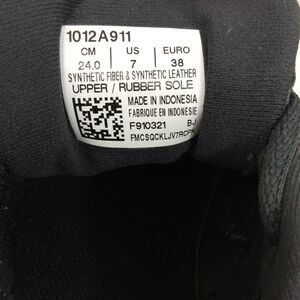 1012A911
CM US EURO
24.0 7 38
SYNTHETIC FIBER & SYNTHETIC LEATHER
UPPER / RUBBER SOLE
MADE IN INDONESIA
FABRIQUE EN INDONESIE
F910321 BJ
FMCSQCKLJV7RCPN